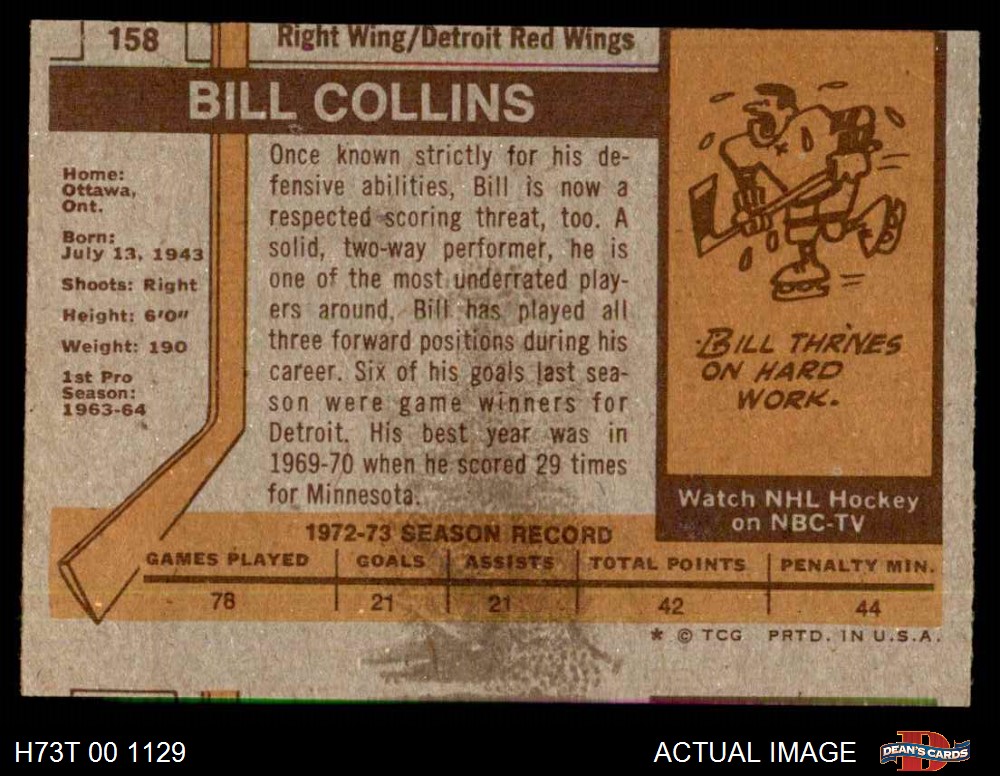 158
Right Wing/Detroit Red Wings
BILL COLLINS
Home:
Ottawa,
Ont.
Born:
July 13, 1943
Shoots: Right
Height: 6'0"
Weight: 190
1st Pro
Season:
1963-64
Once known strictly for his de-
fensive abilities, Bill is now a
respected scoring threat, too. A
solid, two-way performer, he is
one of the most underrated play-
ers around. Bill has played all
three forward positions during his
career. Six of his goals last sea-
son were game winners for
Detroit. His best year was in
1969-70 when he scored 29 times
for Minnesota.
BILL THRIVES
ON HARD
WORK.
Watch NHL Hockey
on NBC-TV
1972-73 SEASON RECORD
GAMES PLAYED GOALS ASSISTS TOTAL POINTS PENALTY MIN.
78 21 21 42 44
* © TCG PRTD. IN U.S.A.
H73T 00 1129
ACTUAL IMAGE
D
DEAN'S CARDS